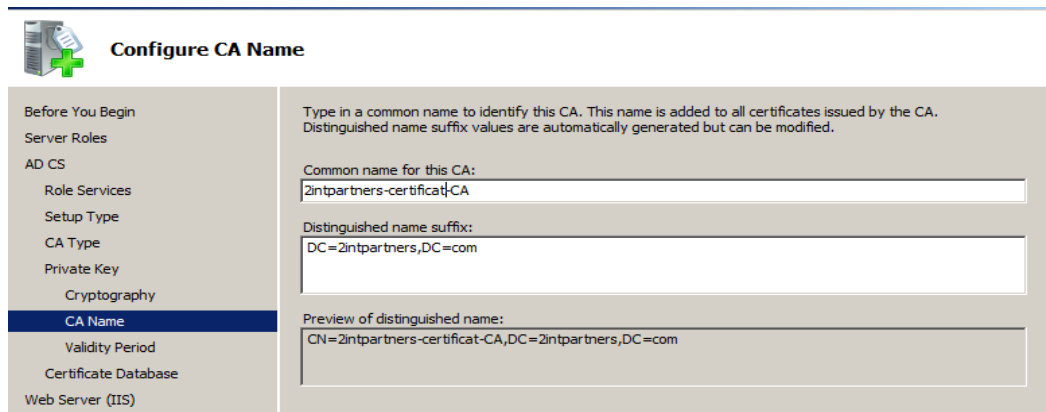 Configure CA Name
Before You Begin
Server Roles
AD CS
Role Services
Setup Type
CA Type
Private Key
Cryptography
CA Name
Validity Period
Certificate Database
Web Server (IIS)
Type in a common name to identify this CA. This name is added to all certificates issued by the CA.
Distinguished name suffix values are automatically generated but can be modified.
Common name for this CA:
2intpartners-certificat-CA
Distinguished name suffix:
DC=2intpartners,DC=com
Preview of distinguished name:
CN=2intpartners-certificat-CA,DC=2intpartners,DC=com